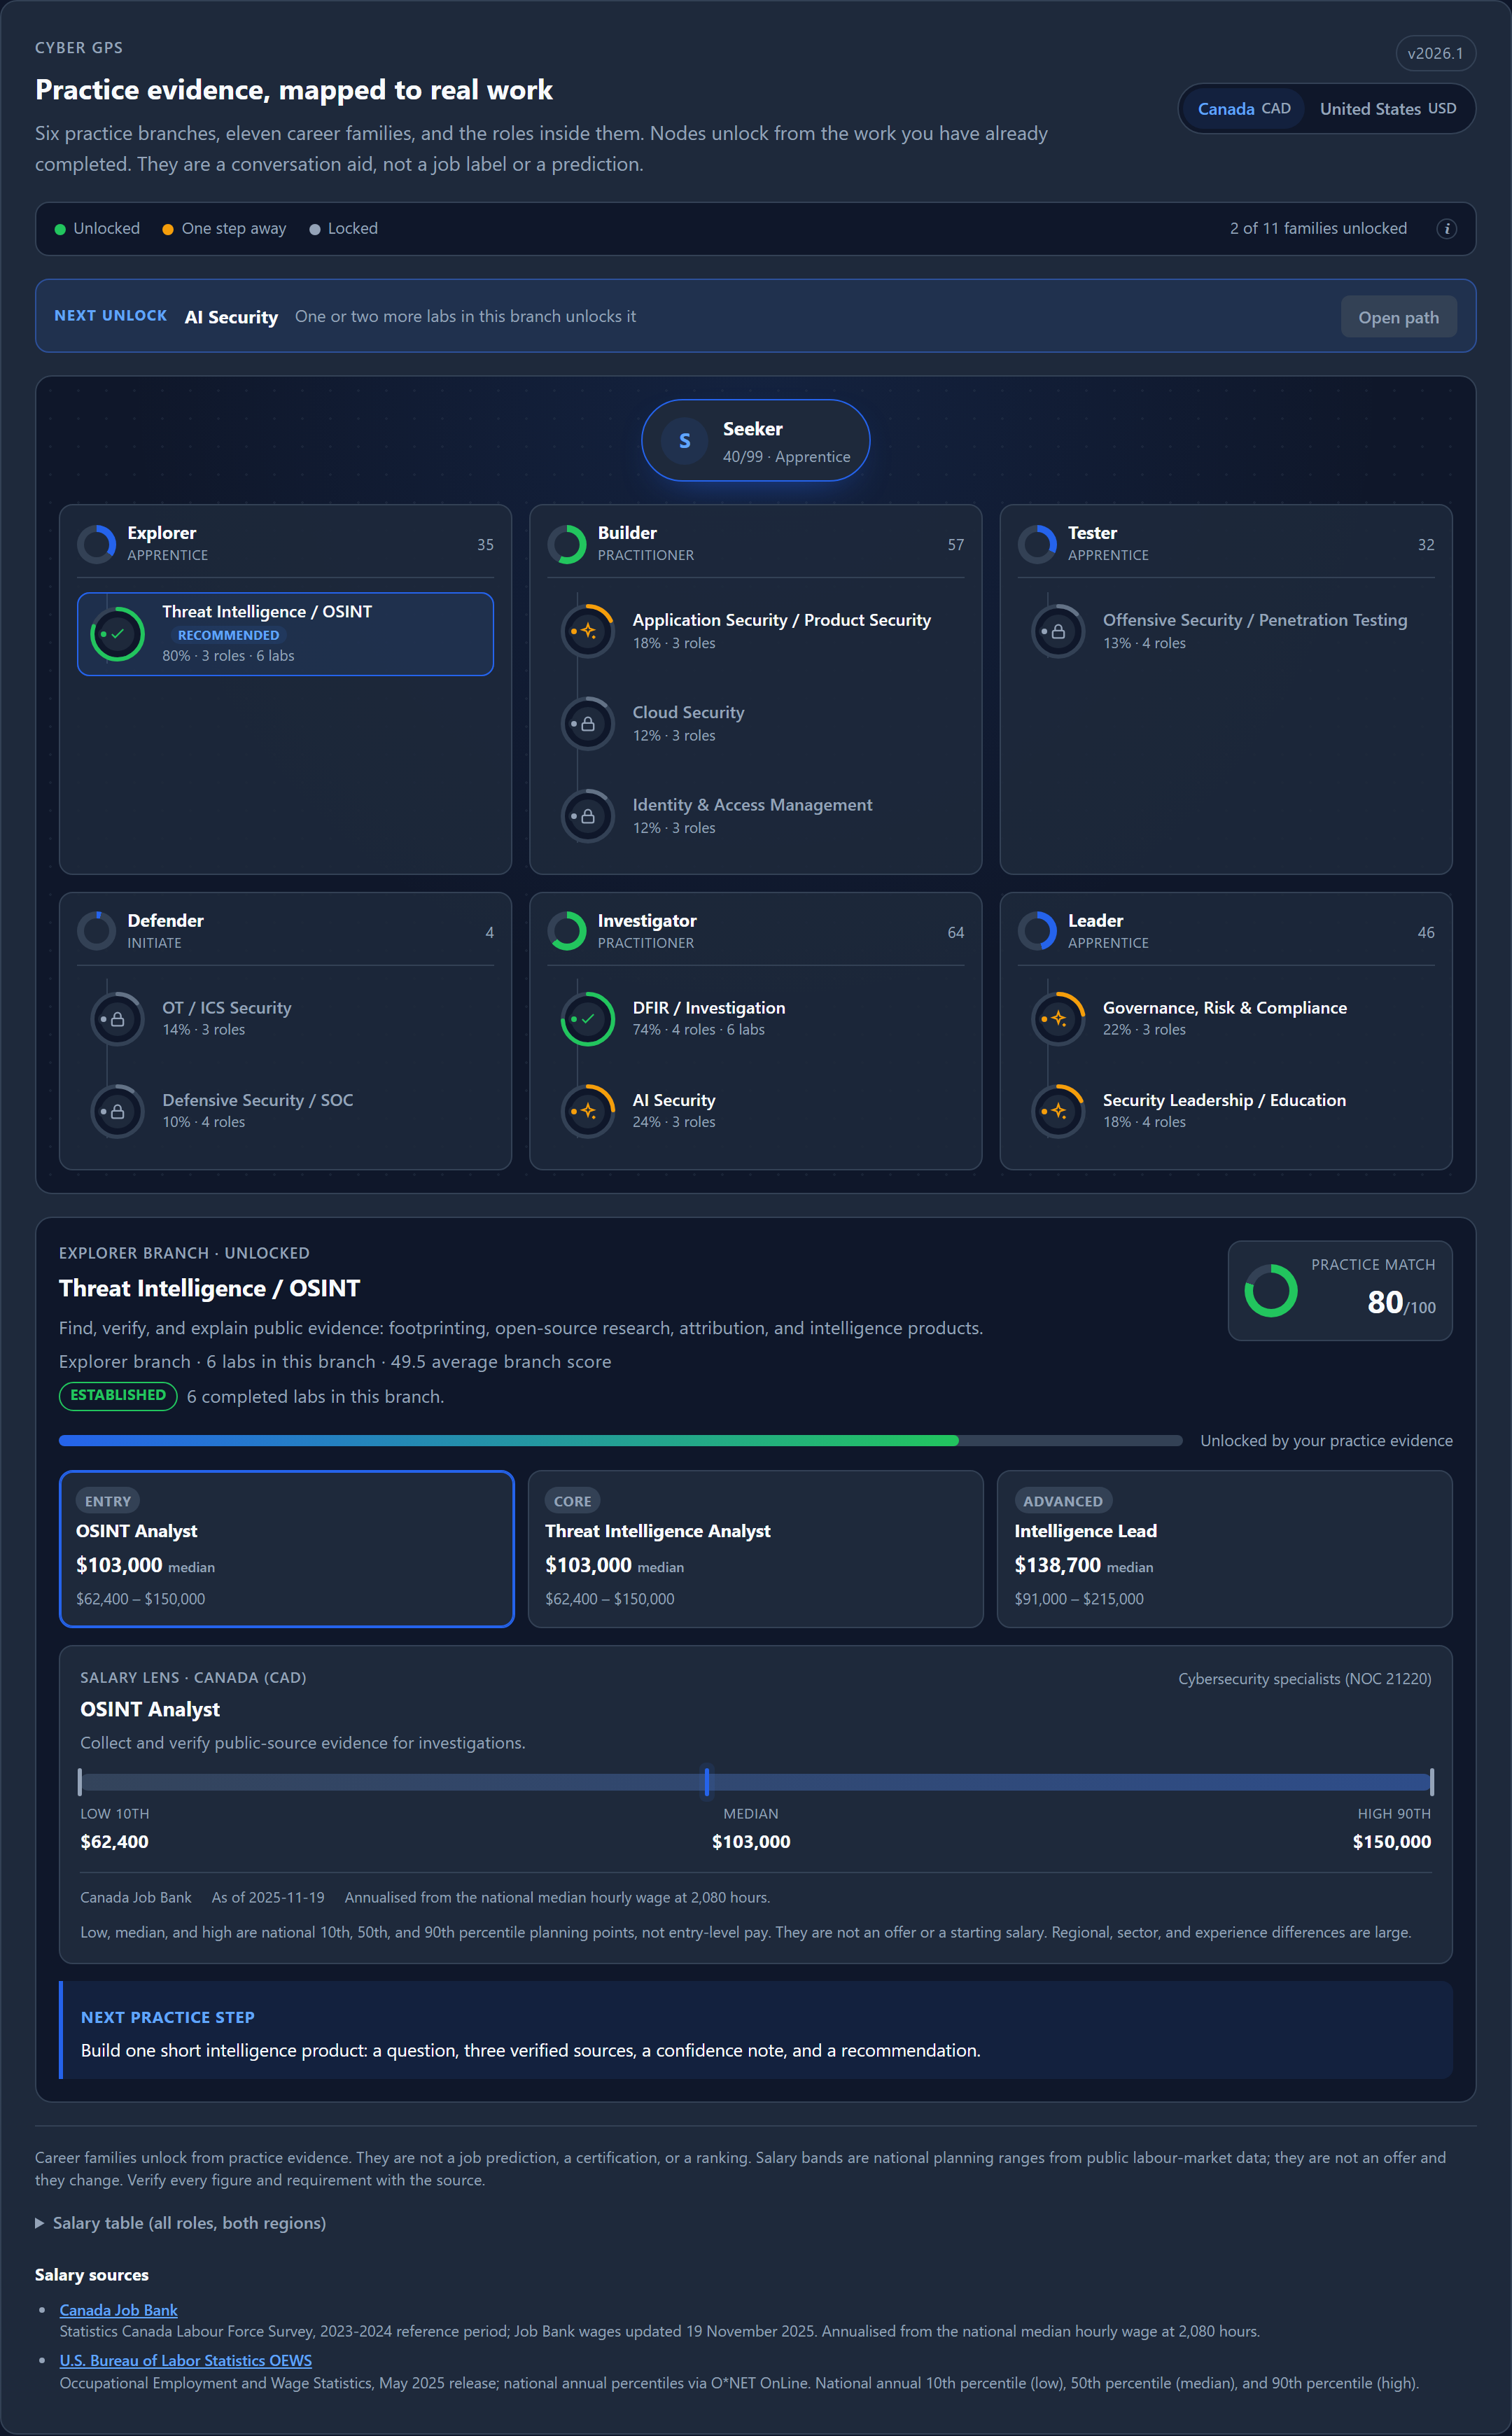 CYBER GPS
v2026.1
Practice evidence, mapped to real work
Canada CAD
United States USD
Six practice branches, eleven career families, and the roles inside them. Nodes unlock from the work you have already
completed. They are a conversation aid, not a job label or a prediction.
Unlocked
One step away
Locked
2 of 11 families unlocked
i
NEXT UNLOCK AI Security One or two more labs in this branch unlocks it
Open path
S
Seeker
40/99 · Apprentice
Explorer
APPRENTICE
35
Threat Intelligence / OSINT
RECOMMENDED
80% · 3 roles · 6 labs
Builder
PRACTITIONER
57
Application Security / Product Security
18% · 3 roles
Cloud Security
12% · 3 roles
Identity & Access Management
12% · 3 roles
Tester
APPRENTICE
32
Offensive Security / Penetration Testing
13% · 4 roles
Defender
INITIATE
4
OT / ICS Security
14% · 3 roles
Defensive Security / SOC
10% · 4 roles
Investigator
PRACTITIONER
64
DFIR / Investigation
74% · 4 roles · 6 labs
AI Security
24% · 3 roles
Leader
APPRENTICE
46
Governance, Risk & Compliance
22% · 3 roles
Security Leadership / Education
18% · 4 roles
EXPLORER BRANCH · UNLOCKED
Threat Intelligence / OSINT
Find, verify, and explain public evidence: footprinting, open-source research, attribution, and intelligence products.
Explorer branch · 6 labs in this branch · 49.5 average branch score
ESTABLISHED 6 completed labs in this branch.
PRACTICE MATCH
80/100
Unlocked by your practice evidence
ENTRY
OSINT Analyst
$103,000 median
$62,400 – $150,000
CORE
Threat Intelligence Analyst
$103,000 median
$62,400 – $150,000
ADVANCED
Intelligence Lead
$138,700 median
$91,000 – $215,000
SALARY LENS · CANADA (CAD)
Cybersecurity specialists (NOC 21220)
OSINT Analyst
Collect and verify public-source evidence for investigations.
LOW 10TH
$62,400
MEDIAN
$103,000
HIGH 90TH
$150,000
Canada Job Bank As of 2025-11-19 Annualised from the national median hourly wage at 2,080 hours.
Low, median, and high are national 10th, 50th, and 90th percentile planning points, not entry-level pay. They are not an offer or a starting salary. Regional, sector, and experience differences are large.
NEXT PRACTICE STEP
Build one short intelligence product: a question, three verified sources, a confidence note, and a recommendation.
Career families unlock from practice evidence. They are not a job prediction, a certification, or a ranking. Salary bands are national planning ranges from public labour-market data; they are not an offer and
they change. Verify every figure and requirement with the source.
Salary table (all roles, both regions)
Salary sources
Canada Job Bank
Statistics Canada Labour Force Survey, 2023-2024 reference period; Job Bank wages updated 19 November 2025. Annualised from the national median hourly wage at 2,080 hours.
U.S. Bureau of Labor Statistics OEWS
Occupational Employment and Wage Statistics, May 2025 release; national annual percentiles via O*NET OnLine. National annual 10th percentile (low), 50th percentile (median), and 90th percentile (high).